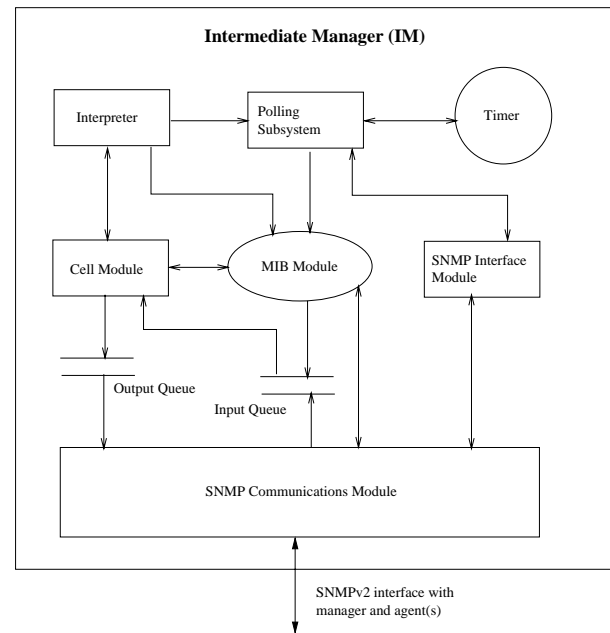 Intermediate Manager (IM)
Interpreter
Polling
Subsystem
Timer
Cell Module
MIB Module
SNMP Interface
Module
Output Queue
Input Queue
SNMP Communications Module
SNMPv2 interface with
manager and agent(s)